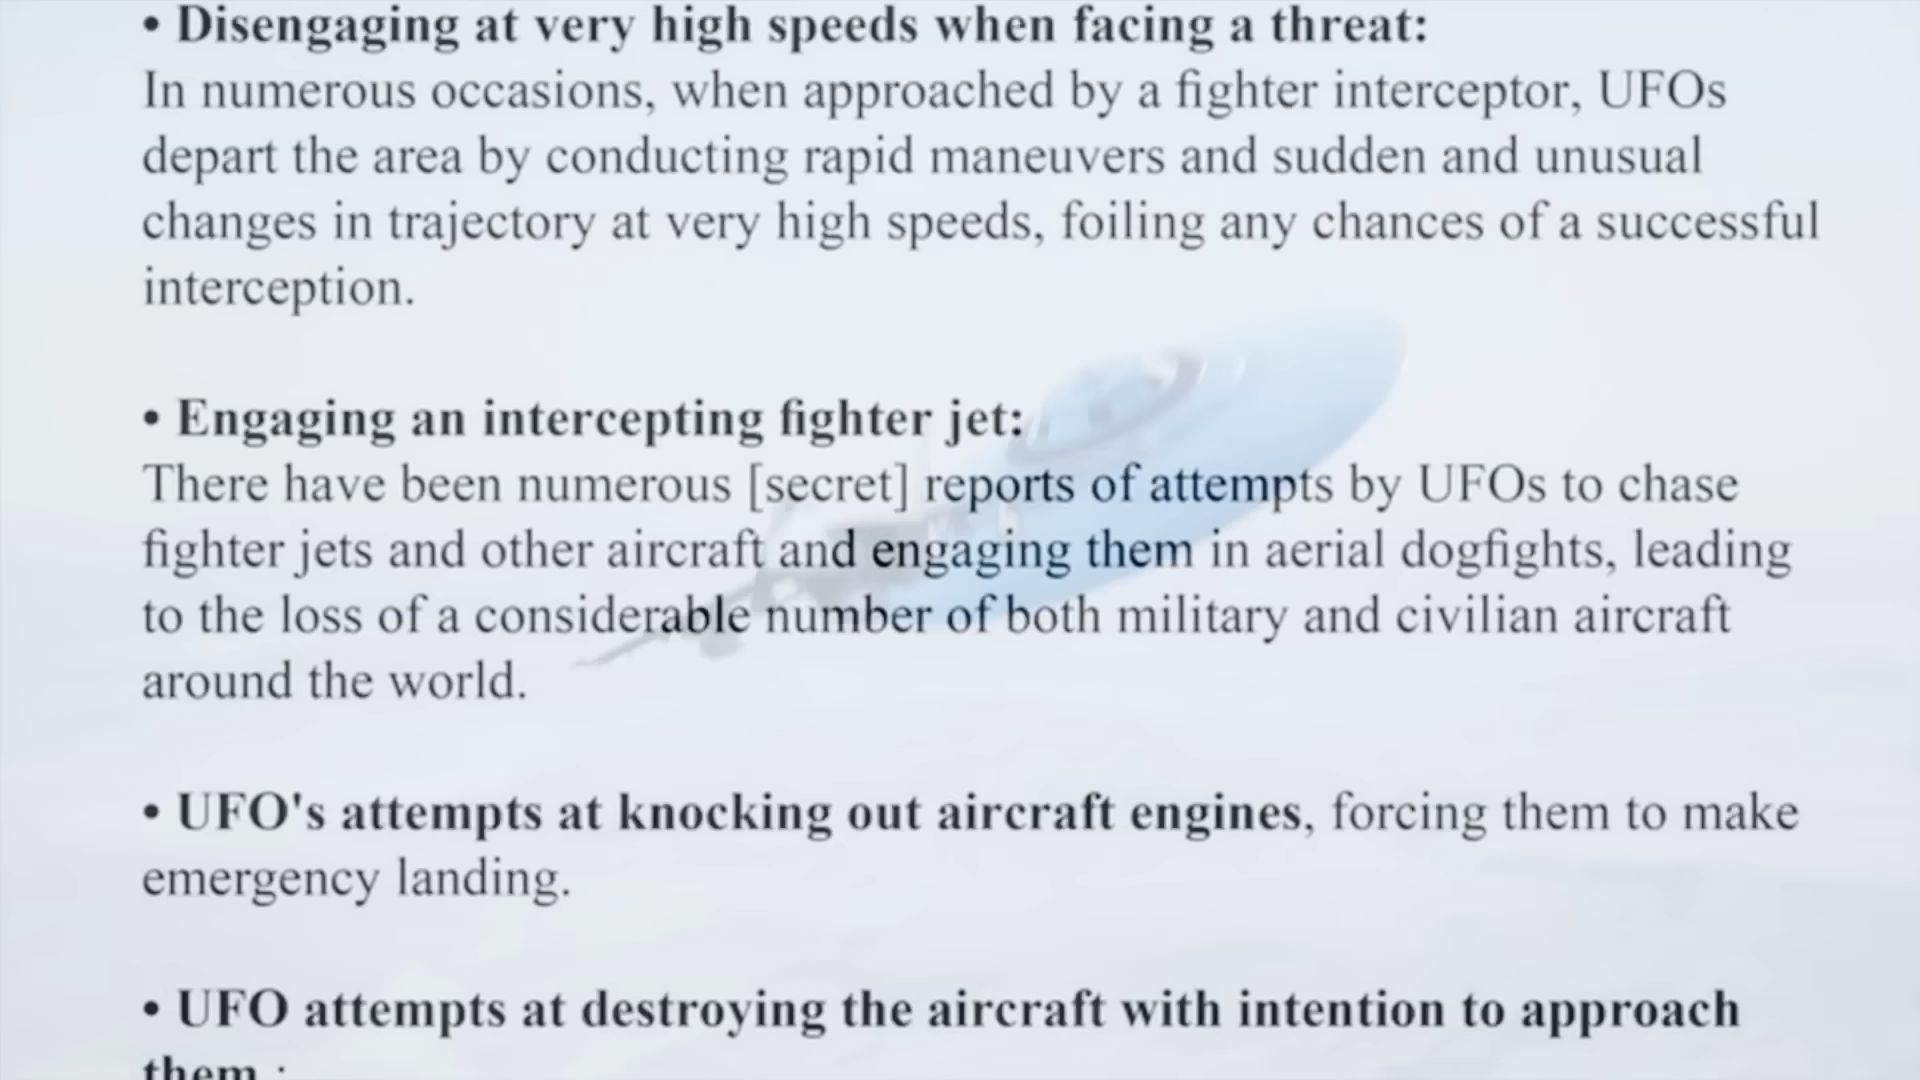 • Disengaging at very high speeds when facing a threat:
In numerous occasions, when approached by a fighter interceptor, UFOs
depart the area by conducting rapid maneuvers and sudden and unusual
changes in trajectory at very high speeds, foiling any chances of a successful
interception.
• Engaging an intercepting fighter jet:
There have been numerous [secret] reports of attempts by UFOs to chase
fighter jets and other aircraft and engaging them in aerial dogfights, leading
to the loss of a considerable number of both military and civilian aircraft
around the world.
• UFO's attempts at knocking out aircraft engines, forcing them to make
emergency landing.
• UFO attempts at destroying the aircraft with intention to approach
them :